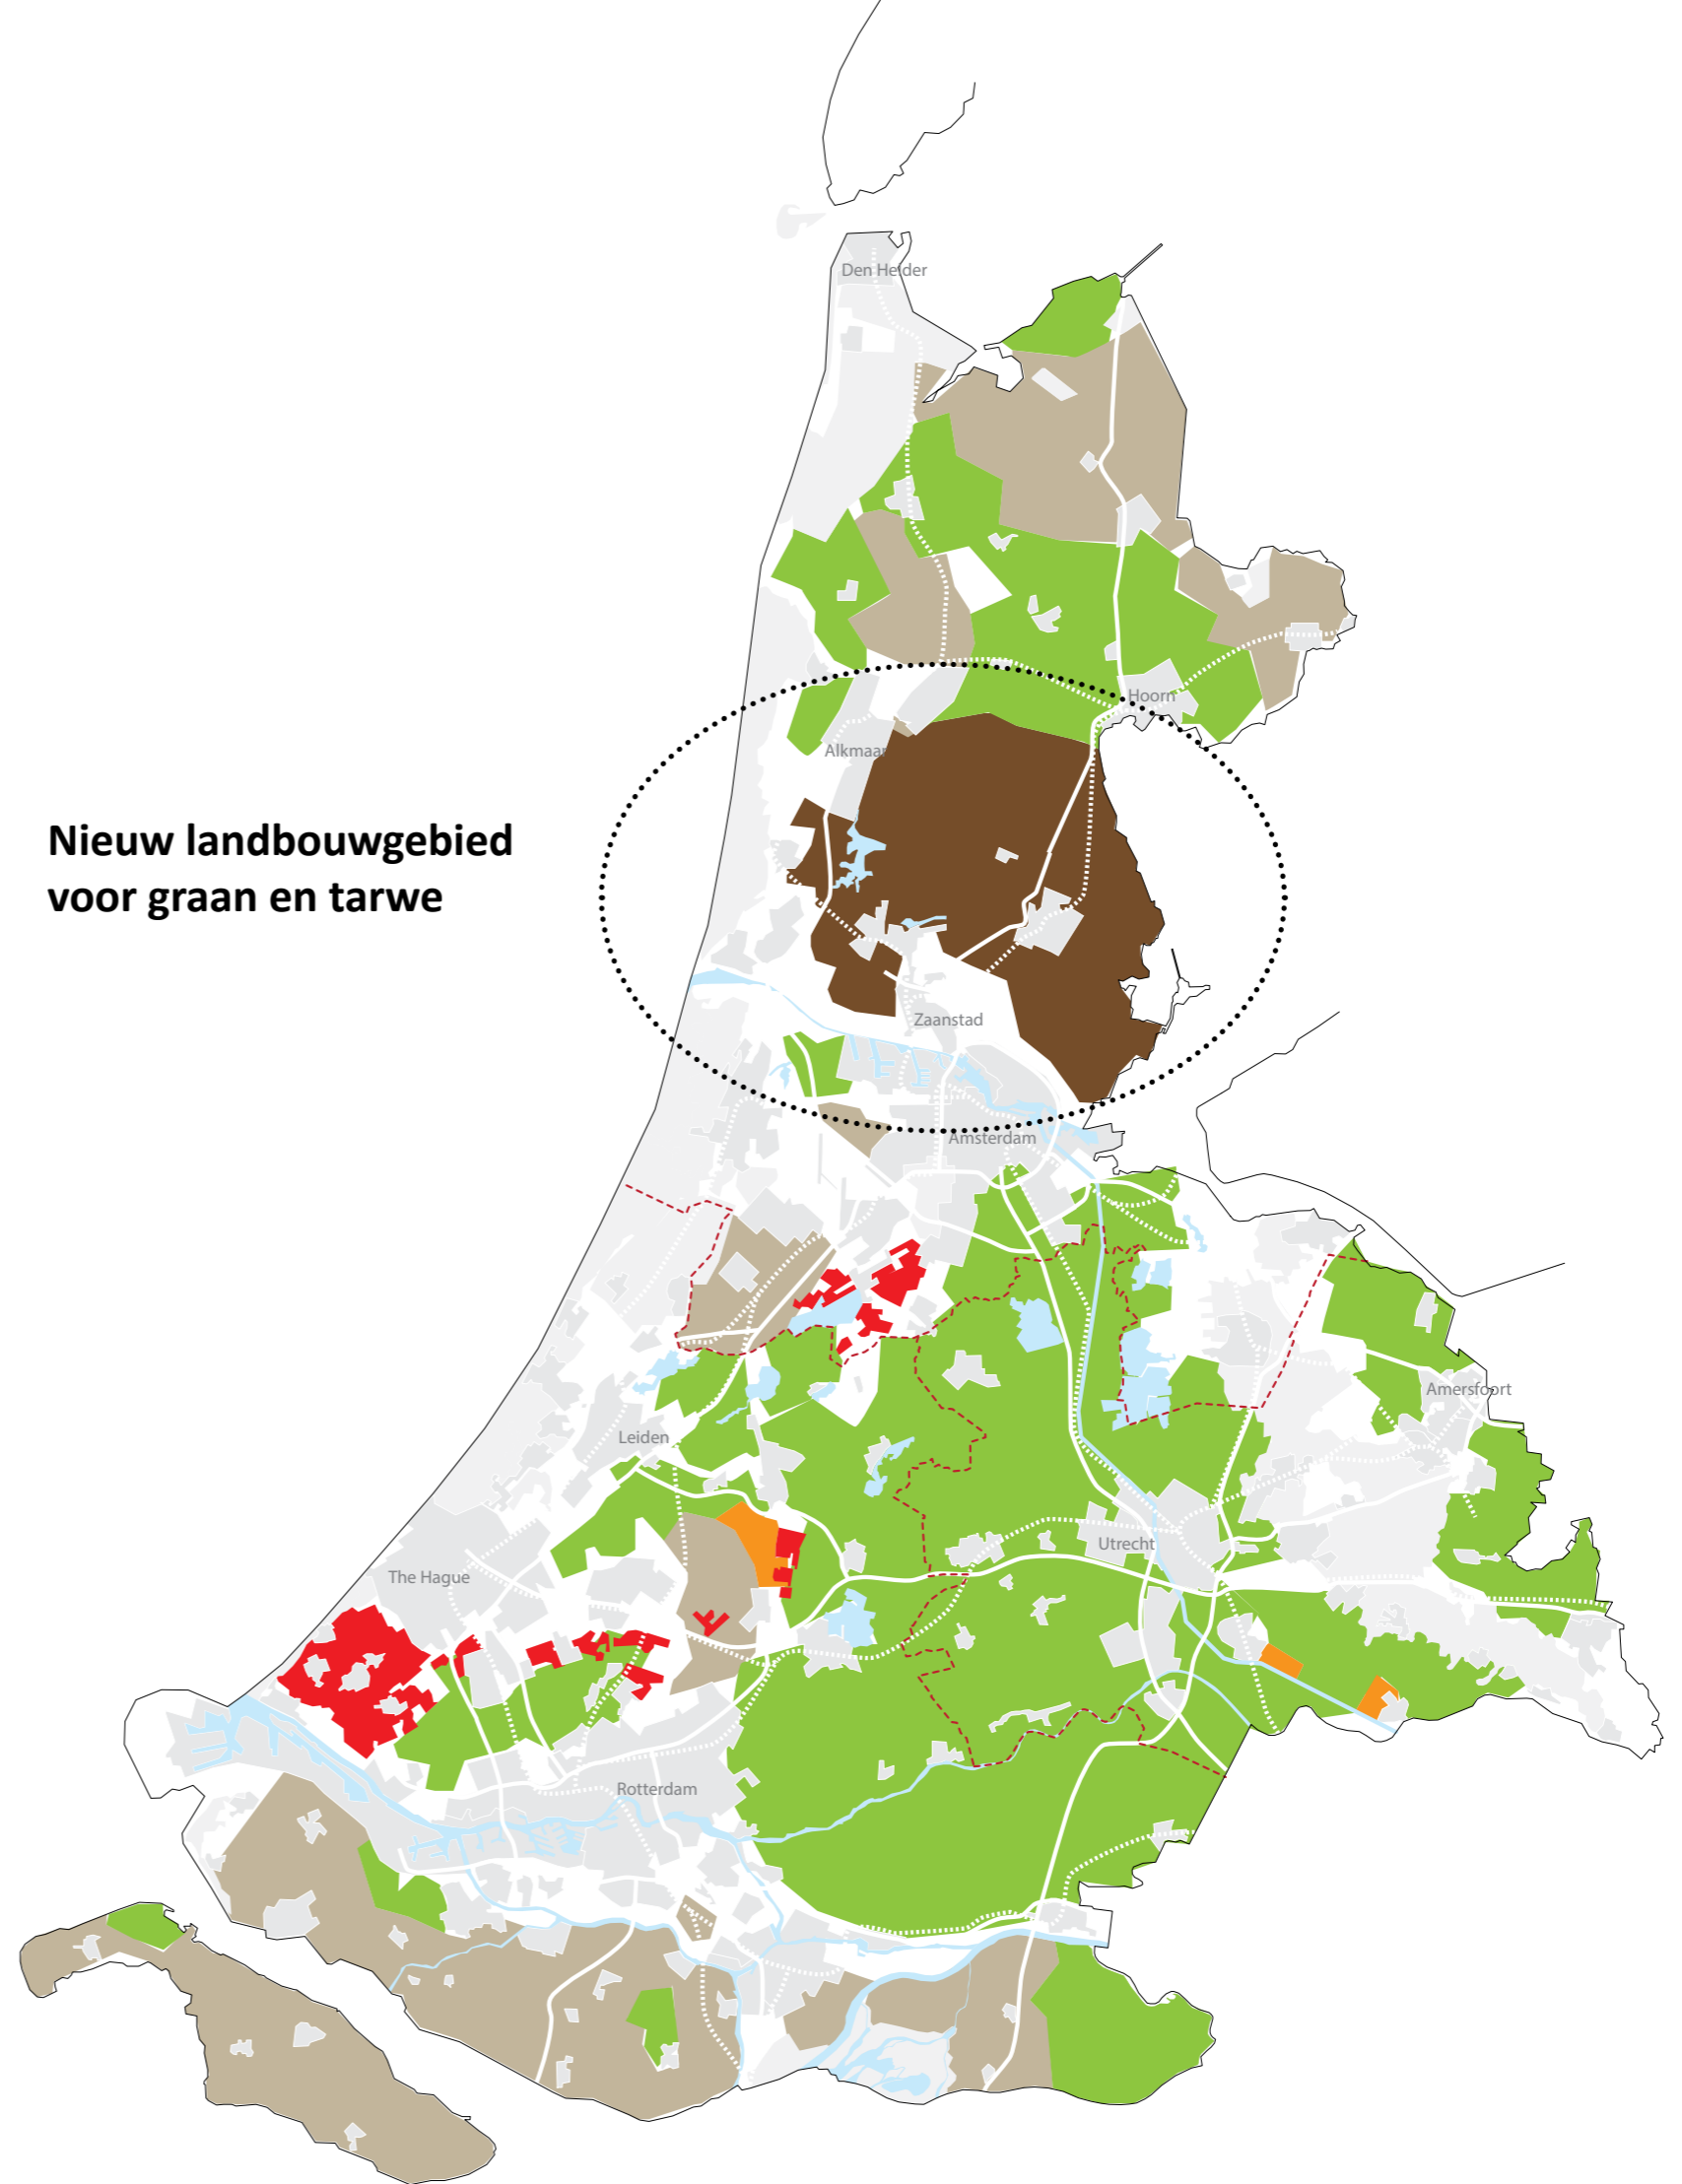 Den Helder
Hoorn
Alkmaar
Nieuw landbouwgebied
voor graan en tarwe
Zaanstad
Amsterdam
Amersfoort
Leiden
Utrecht
The Hague
Rotterdam